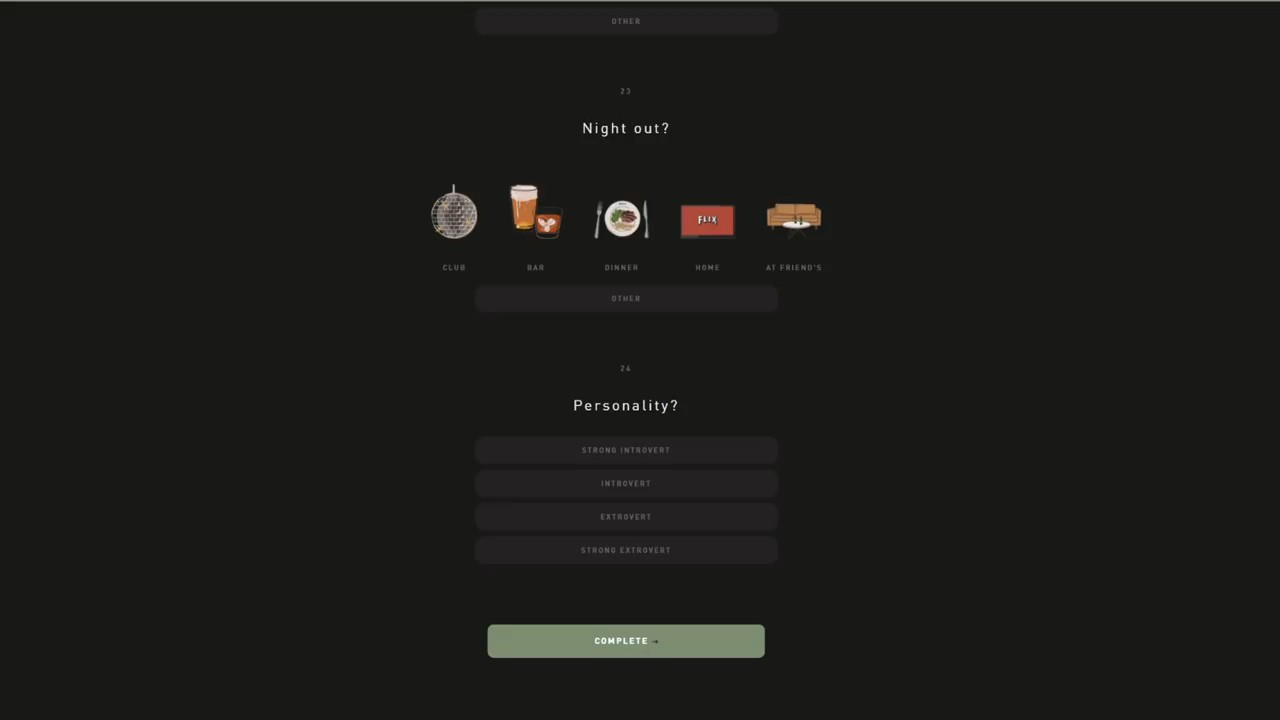 OTHER
23
Night out?
FLIX
CLUB
BAR
DINNER
HOME
AT FRIEND'S
OTHER
24
Personality?
STRONG INTROVERT
INTROVERT
EXTROVERT
STRONG EXTROVERT
COMPLETE →